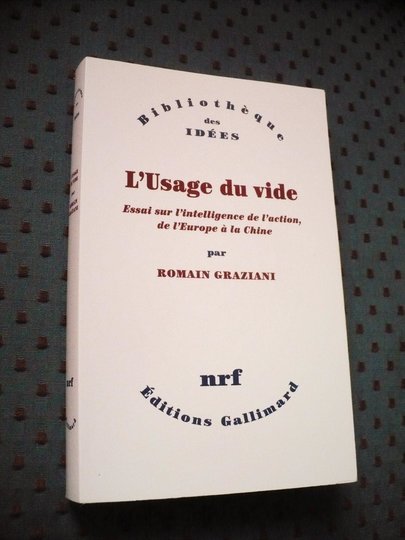 Bibliothèque
des
IDÉES
L'Usage du vide
Essai sur l'intelligence de l'action,
de l'Europe à la Chine
par
ROMAIN GRAZIANI
nrf
Éditions Gallimard
nrf